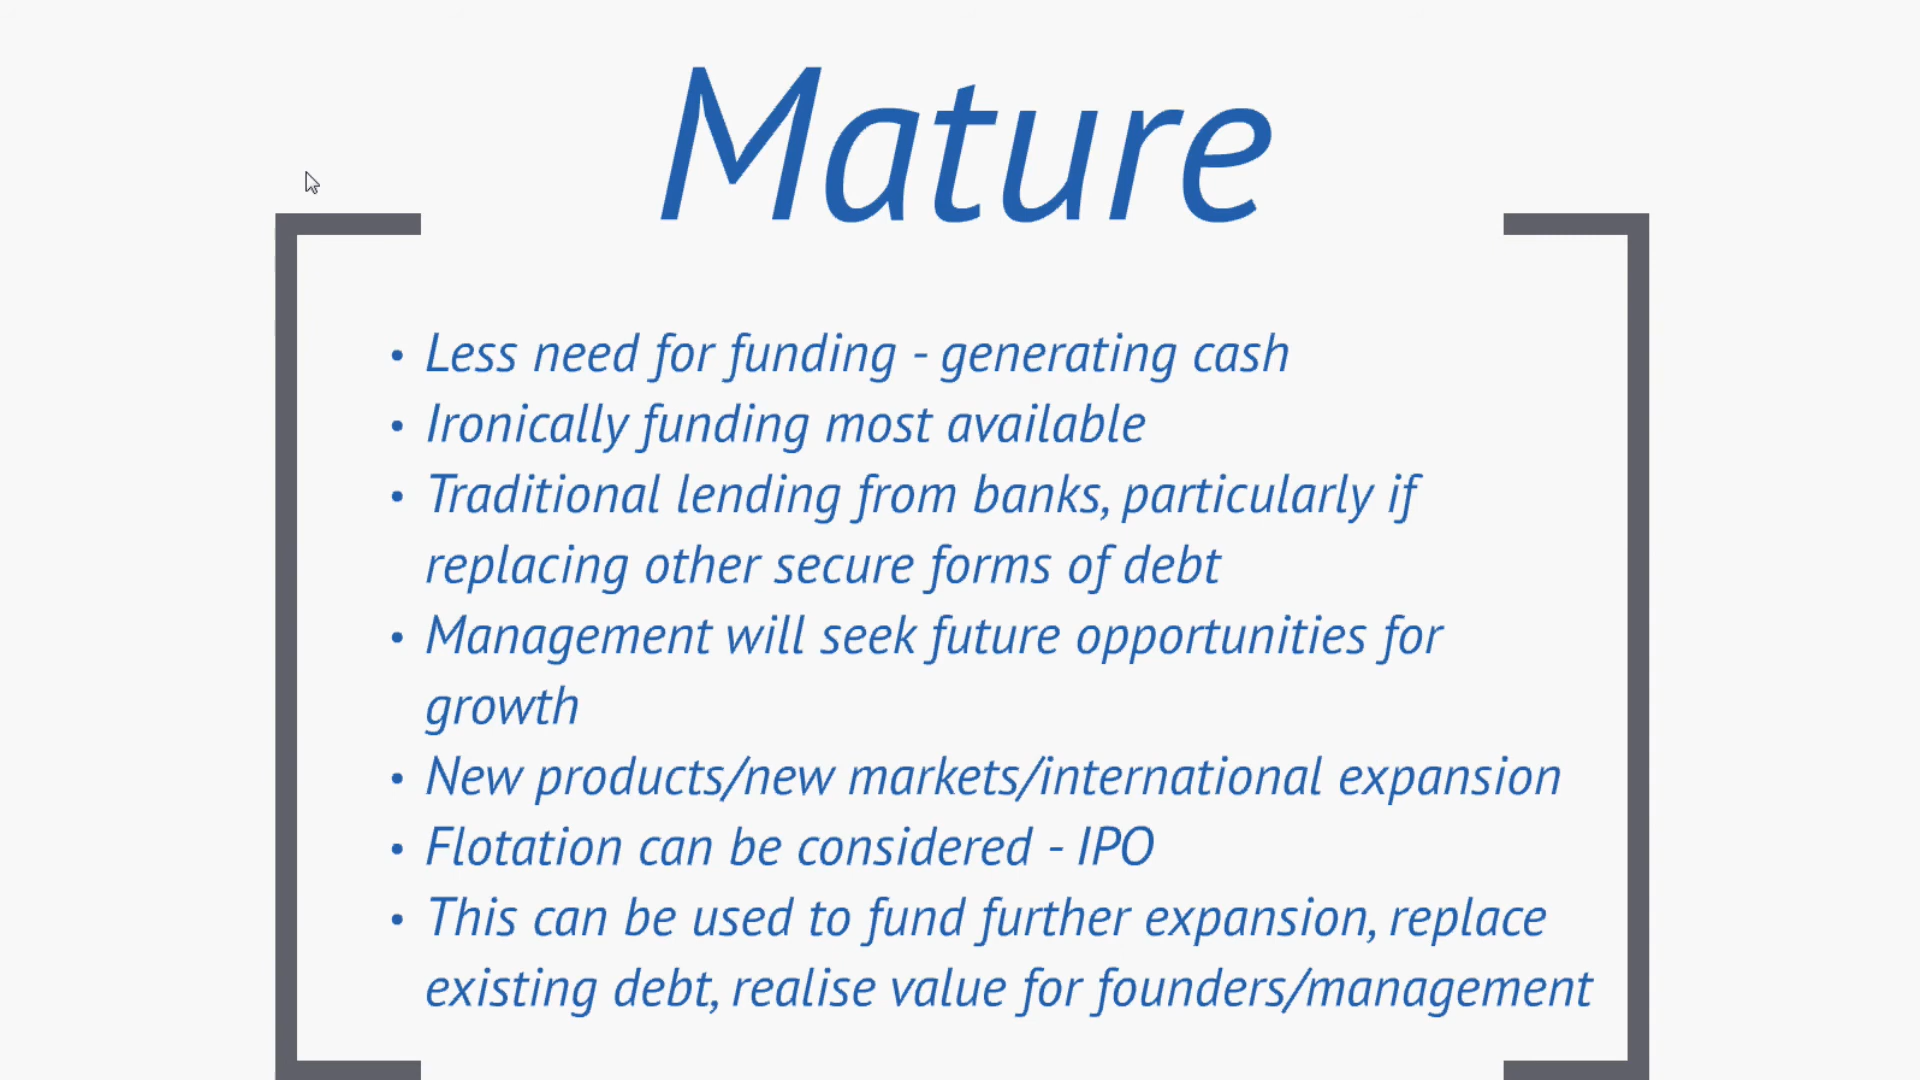 Mature
• Less need for funding - generating cash
• Ironically funding most available
• Traditional lending from banks, particularly if
replacing other secure forms of debt
• Management will seek future opportunities for
growth
• New products/new markets/international expansion
• Flotation can be considered - IPO
• This can be used to fund further expansion, replace
existing debt, realise value for founders/management